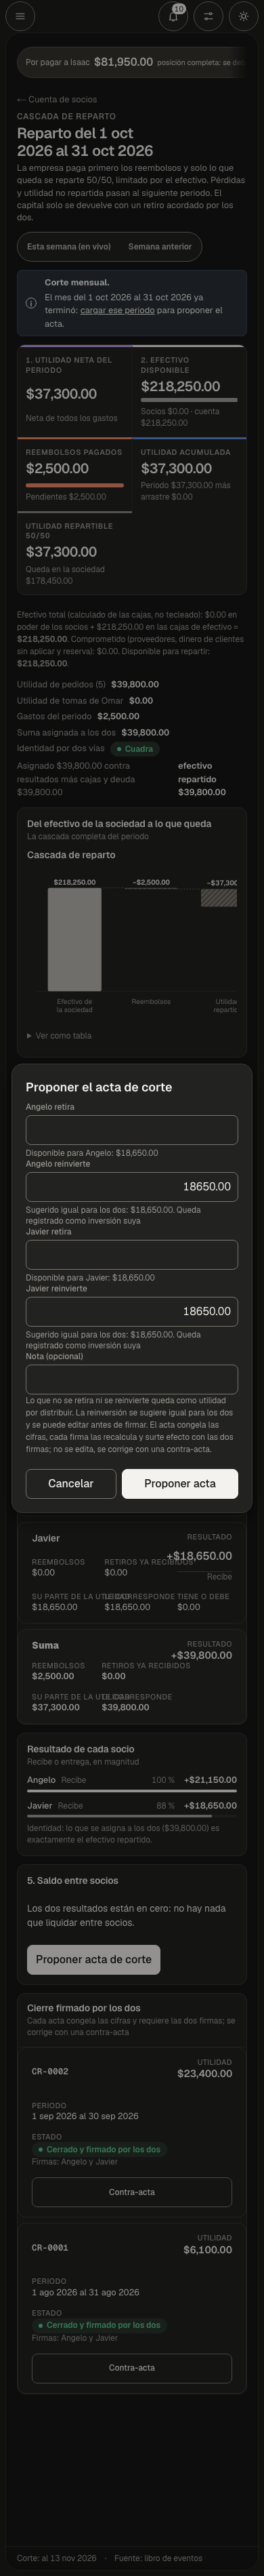 10
Por pagar a Isaac $81,950.00 posición completa: se de
← Cuenta de socios
CASCADA DE REPARTO
Reparto del 1 oct
2026 al 31 oct 2026
La empresa paga primero los reembolsos y solo lo que
queda se reparte 50/50, limitado por el efectivo. Pérdidas
y utilidad no repartida pasan al siguiente periodo. El
capital solo se devuelve con un retiro acordado por los
dos.
Esta semana (en vivo) Semana anterior
Corte mensual.
El mes del 1 oct 2026 al 31 oct 2026 ya
terminó: cargar ese periodo para proponer el
acta.
1. UTILIDAD NETA DEL
PERIODO
$37,300.00
Neta de todos los gastos
2. EFECTIVO
DISPONIBLE
$218,250.00
Socios $0.00 · cuenta
$218,250.00
REEMBOLSOS PAGADOS
$2,500.00
Pendientes $2,500.00
UTILIDAD ACUMULADA
$37,300.00
Periodo $37,300.00 más
arrastre $0.00
UTILIDAD REPARTIBLE
50/50
$37,300.00
Queda en la sociedad
$178,450.00
Efectivo total (calculado de las cajas, no tecleado): $0.00 en
poder de los socios + $218,250.00 en las cajas de efectivo =
$218,250.00. Comprometido (proveedores, dinero de clientes
sin aplicar y reserva): $0.00. Disponible para repartir:
$218,250.00.
Utilidad de pedidos (5) $39,800.00
Utilidad de tomas de Omar $0.00
Gastos del periodo $2,500.00
Suma asignada a los dos $39,800.00
Identidad por dos vías Cuadra
Asignado $39,800.00 contra efectivo
resultados más cajas y deuda repartido
$39,800.00 $39,800.00
Del efectivo de la sociedad a lo que queda
La cascada completa del periodo
Cascada de reparto
$218,250.00 −$2,500.00 −$37,300
Efectivo de
la sociedad
Reembolsos
Utilidad
repartic
Ver como tabla
Proponer el acta de corte
Angelo retira
Disponible para Angelo: $18,650.00
Angelo reinvierte
18650.00
Sugerido igual para los dos: $18,650.00. Queda
registrado como inversión suya
Javier retira
Disponible para Javier: $18,650.00
Javier reinvierte
18650.00
Sugerido igual para los dos: $18,650.00. Queda
registrado como inversión suya
Nota (opcional)
Lo que no se retira ni se reinvierte queda como utilidad
por distribuir. La reinversión se sugiere igual para los dos
y se puede editar antes de firmar. El acta congela las
cifras, cada firma las recalcula y surte efecto con las dos
firmas; no se edita, se corrige con una contra-acta.
Cancelar Proponer acta
Javier
RESULTADO
+$18,650.00
Recibe
REEMBOLSOS
$0.00
RETIROS YA RECIBIDOS
$0.00
SU PARTE DE LA UTILIDAD
$18,650.00
LE CORRESPONDE
$18,650.00
TIENE O DEBE
$0.00
Suma
RESULTADO
+$39,800.00
REEMBOLSOS
$2,500.00
RETIROS YA RECIBIDOS
$0.00
SU PARTE DE LA UTILIDAD
$37,300.00
LE CORRESPONDE
$39,800.00
Resultado de cada socio
Recibe o entrega, en magnitud
Angelo Recibe 100 % +$21,150.00
Javier Recibe 88 % +$18,650.00
Identidad: lo que se asigna a los dos ($39,800.00) es
exactamente el efectivo repartido.
5. Saldo entre socios
Los dos resultados están en cero: no hay nada
que liquidar entre socios.
Proponer acta de corte
Cierre firmado por los dos
Cada acta congela las cifras y requiere las dos firmas; se
corrige con una contra-acta
CR-0002
UTILIDAD
$23,400.00
PERIODO
1 sep 2026 al 30 sep 2026
ESTADO
Cerrado y firmado por los dos
Firmas: Angelo y Javier
Contra-acta
CR-0001
UTILIDAD
$6,100.00
PERIODO
1 ago 2026 al 31 ago 2026
ESTADO
Cerrado y firmado por los dos
Firmas: Angelo y Javier
Contra-acta
Corte: al 13 nov 2026 · Fuente: libro de eventos